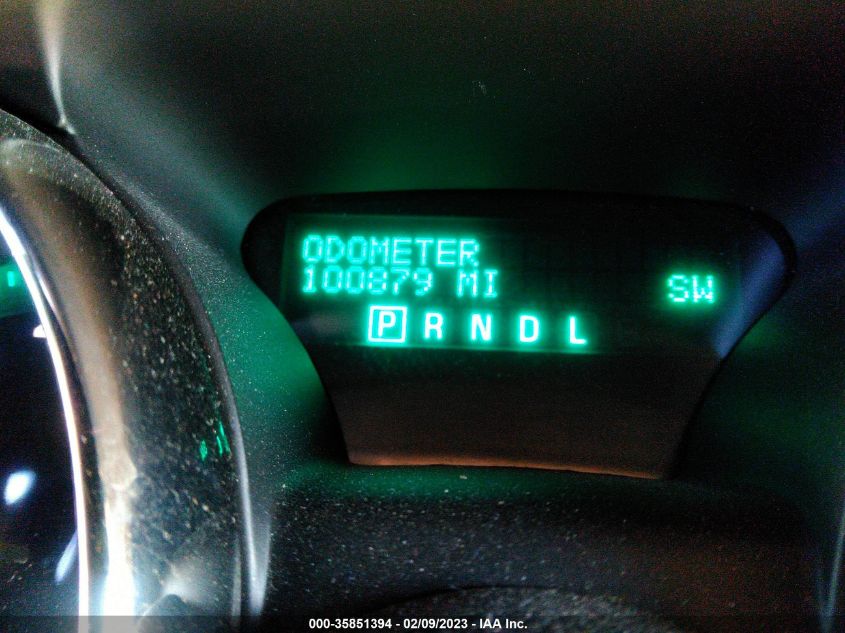 ODOMETER
100879 MI SW
P R N D L
000-35851394 - 02/09/2023 - IAA Inc.